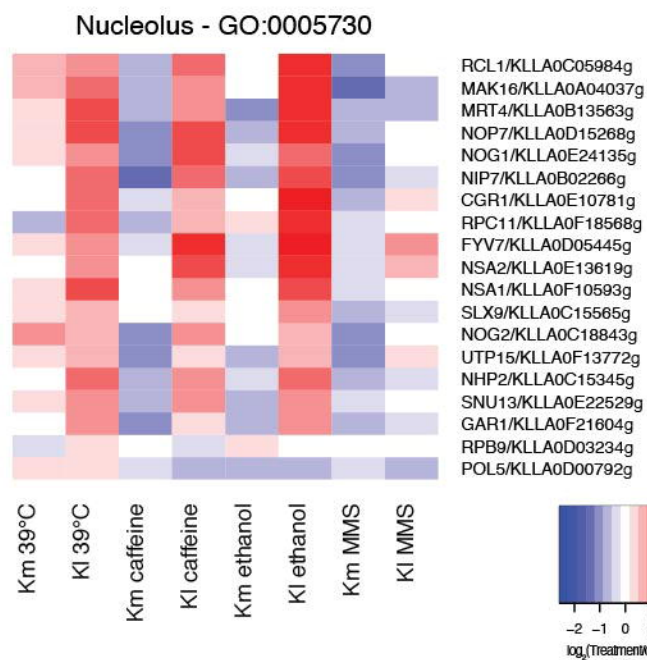 Nucleolus - GO:0005730
RCL1/KLLA0C05984g
MAK16/KLLA0A04037g
MRT4/KLLA0B13563g
NOP7/KLLA0D15268g
NOG1/KLLA0E24135g
NIP7/KLLA0B02266g
CGR1/KLLA0E10781g
RPC11/KLLA0F18568g
FYV7/KLLA0D05445g
NSA2/KLLA0E13619g
NSA1/KLLA0F10593g
SLX9/KLLA0C15565g
NOG2/KLLA0C18843g
UTP15/KLLA0F13772g
NHP2/KLLA0C15345g
SNU13/KLLA0E22529g
GAR1/KLLA0F21604g
RPB9/KLLA0D03234g
POL5/KLLA0D00792g
Km 39°C
Kl 39°C
Km caffeine
Kl caffeine
Km ethanol
Kl ethanol
Km MMS
Kl MMS
−2 −1 0
log₂(Treatment/